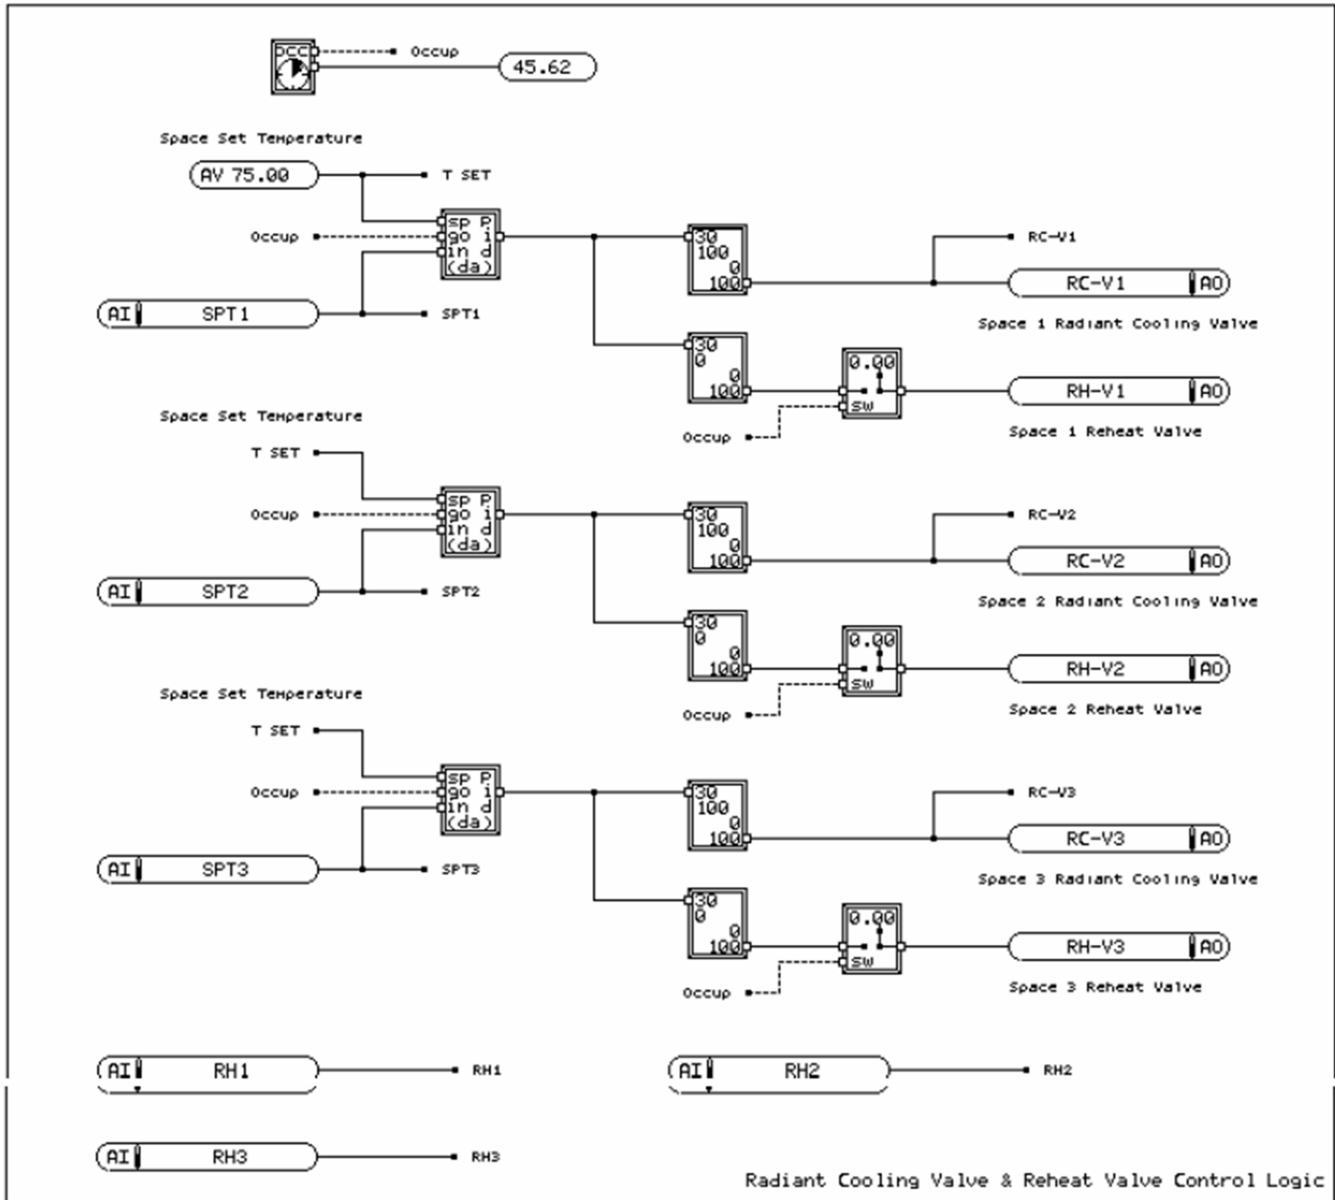 OCC Occup
45.62
Space Set Temperature
AV 75.00 T SET
sp P
Occup go i 30 RC-V1
in d 100
(da) 0
100 RC-V1 AO
AI SPT1 SPT1
Space 1 Radiant Cooling Valve
30
0 0.00
0
100 RH-V1 AO
SW
Space Set Temperature
Occup Space 1 Reheat Valve
T SET
sp P
Occup go i 30 RC-V2
in d 100
(da) 0
100 RC-V2 AO
AI SPT2 SPT2
Space 2 Radiant Cooling Valve
30
0 0.00
0
100 RH-V2 AO
SW
Space Set Temperature
Occup Space 2 Reheat Valve
T SET
sp P
Occup go i 30 RC-V3
in d 100
(da) 0
100 RC-V3 AO
AI SPT3 SPT3
Space 3 Radiant Cooling Valve
30
0 0.00
0
100 RH-V3 AO
SW
Occup Space 3 Reheat Valve
AI RH1 RH1 AI RH2 RH2
AI RH3 RH3
Radiant Cooling Valve & Reheat Valve Control Logic